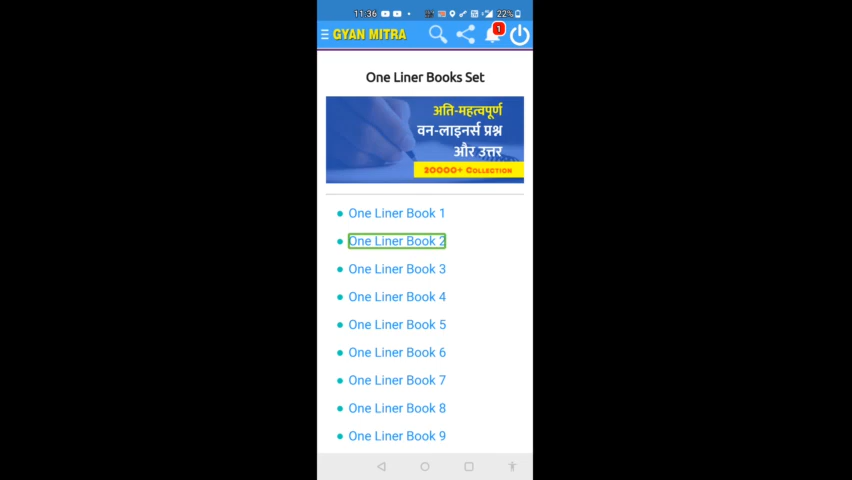 11:36
22%
GYAN MITRA
1
One Liner Books Set
अति-महत्वपूर्ण
वन-लाइनर्स प्रश्न
और उत्तर
20000+ COLLECTION
One Liner Book 1
One Liner Book 2
One Liner Book 3
One Liner Book 4
One Liner Book 5
One Liner Book 6
One Liner Book 7
One Liner Book 8
One Liner Book 9